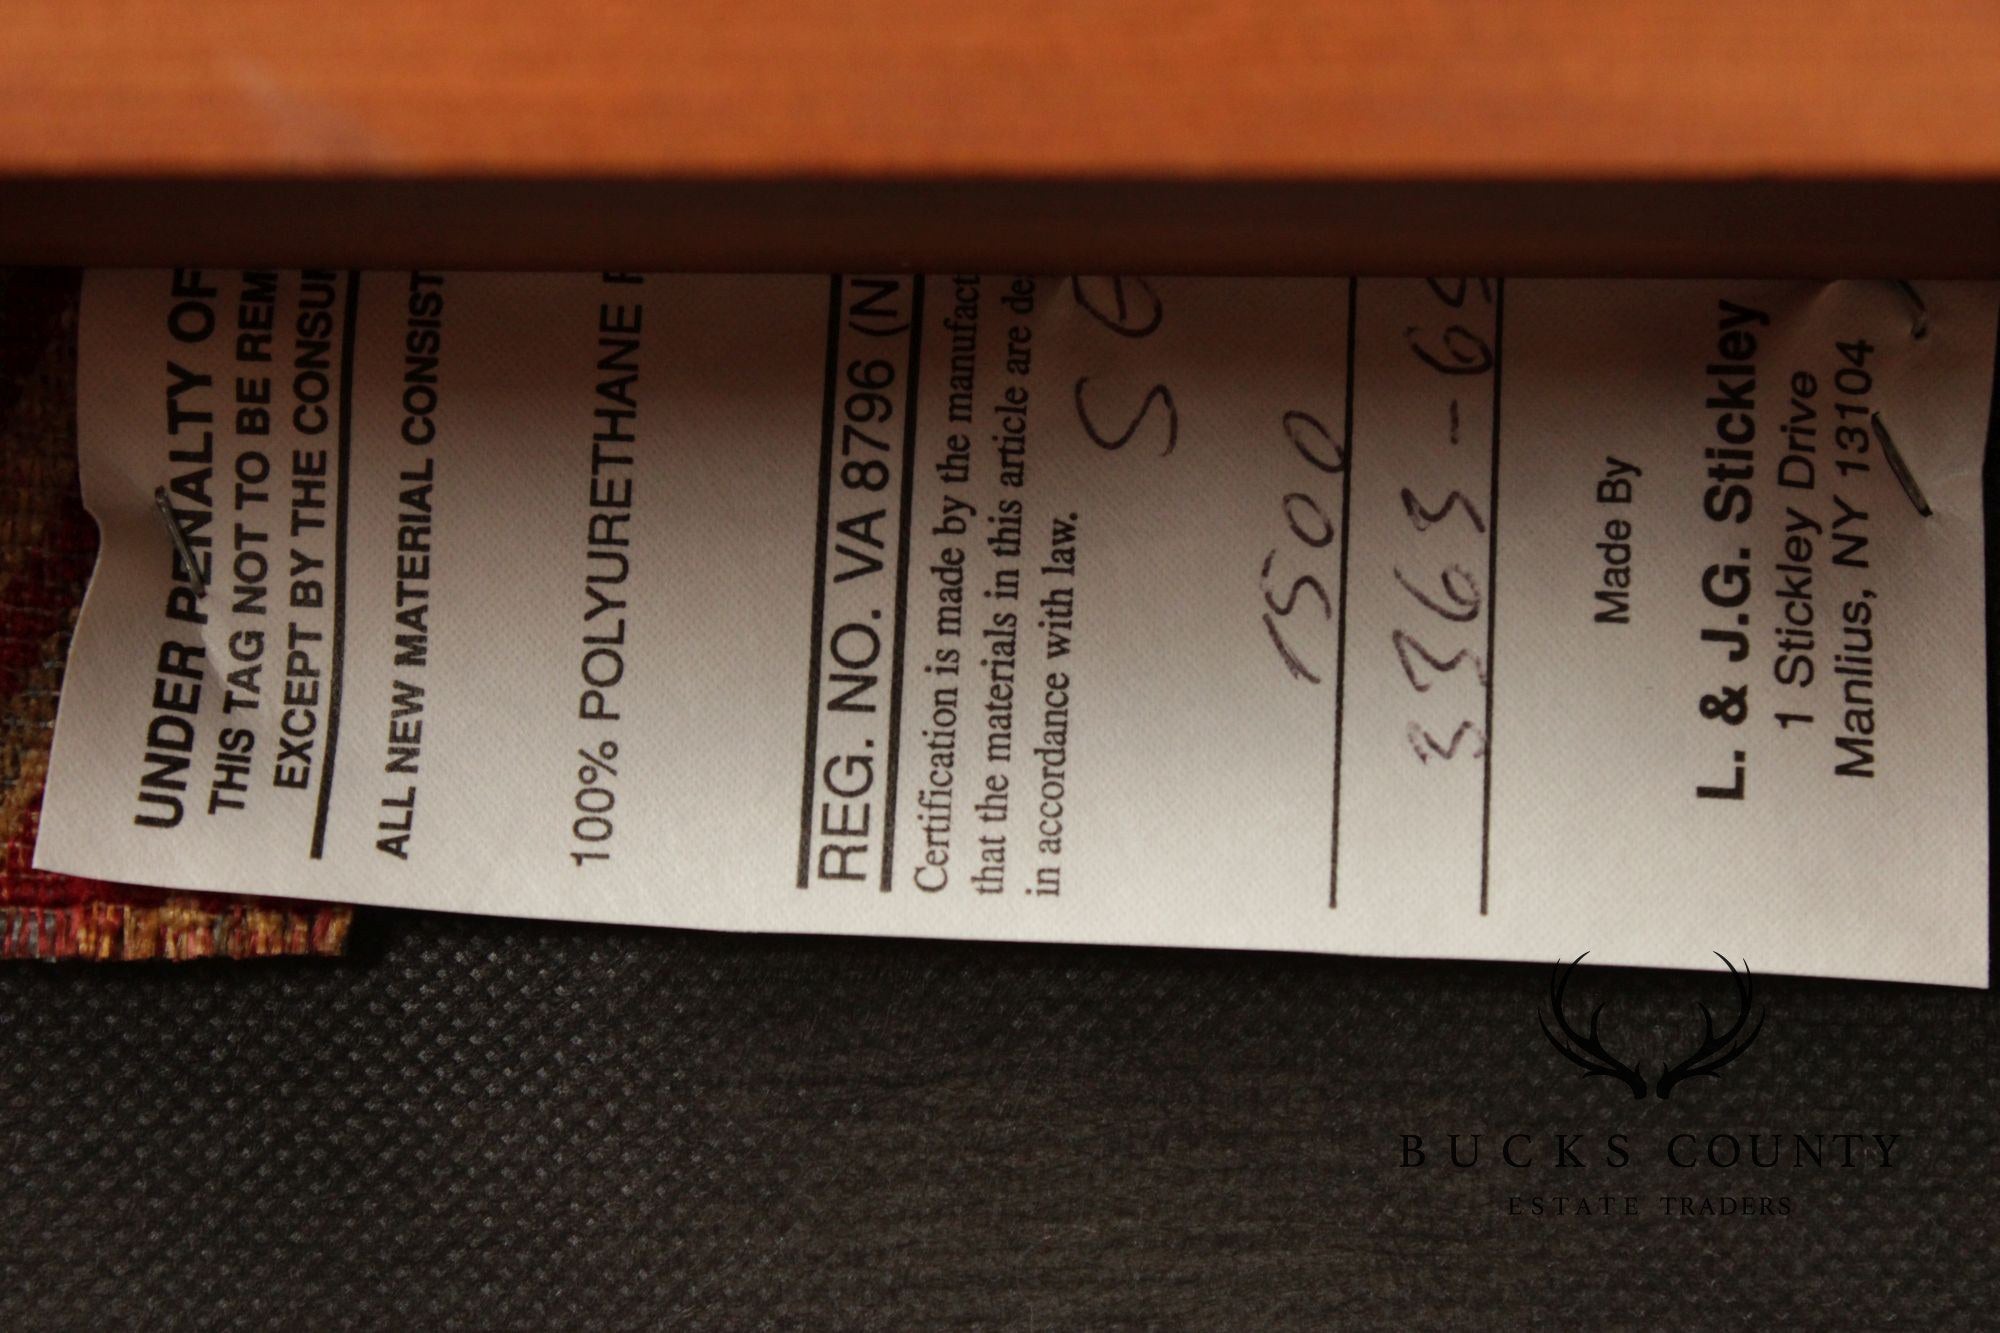 UNDER PENALTY OF
THIS TAG NOT TO BE REM
EXCEPT BY THE CONSU
ALL NEW MATERIAL CONSIST
100% POLYURETHANE F
REG. NO. VA 8796 (N
Certification is made by the manufact
that the materials in this article are de
in accordance with law.
1500
3363-65
Made By
L. & J.G. Stickley
1 Stickley Drive
Manlius, NY 13104
BUCKS COUNTY
ESTATE TRADERS